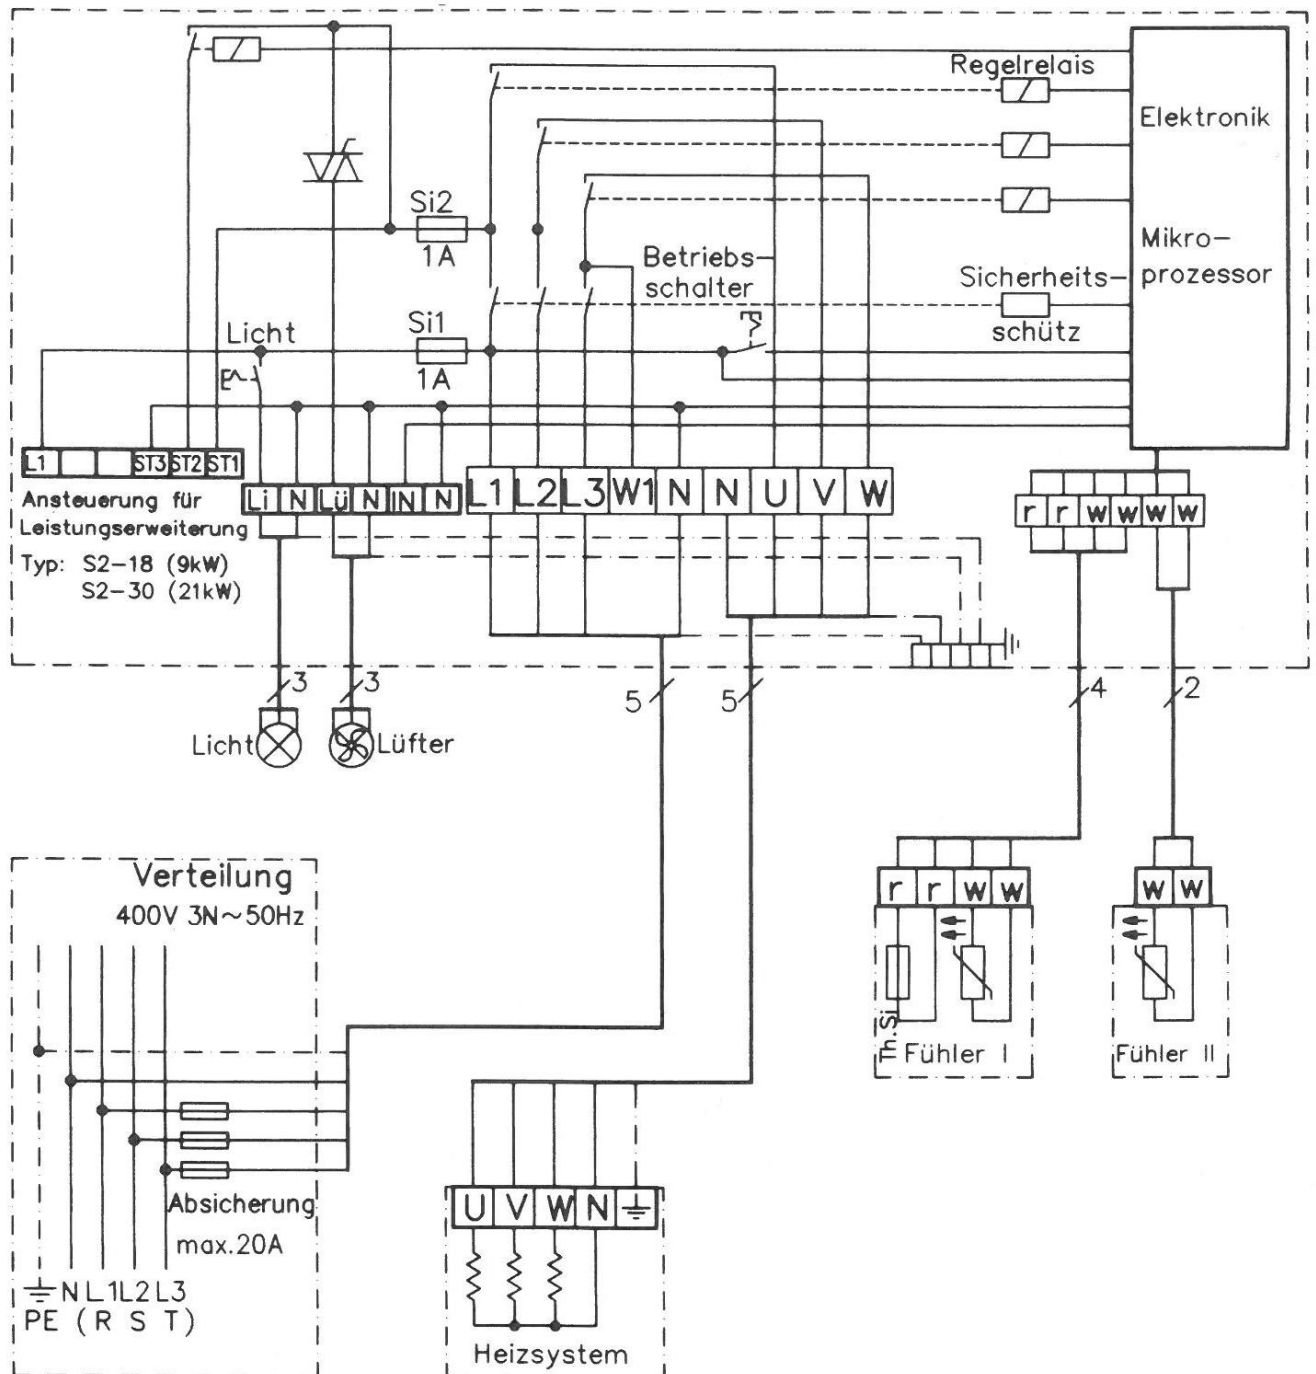 Regelrelais
Elektronik
Si2
1A
Mikro-
prozessor
Betriebs-
schalter
Sicherheits-
schütz
Si1
1A
Licht
L1 ST3 ST2 ST1
Ansteuerung für
Leistungserweiterung
Typ: S2-18 (9kW)
S2-30 (21kW)
Li N Lü N IN N
L1 L2 L3 W1 N N U V W
r r w w w w
3 3 5 5 4 2
Licht
Lüfter
Verteilung
400V 3N~50Hz
Absicherung
max.20A
N L1 L2 L3
PE (R S T)
r r w w
Th.Si
Fühler I
w w
Fühler II
U V W N
Heizsystem